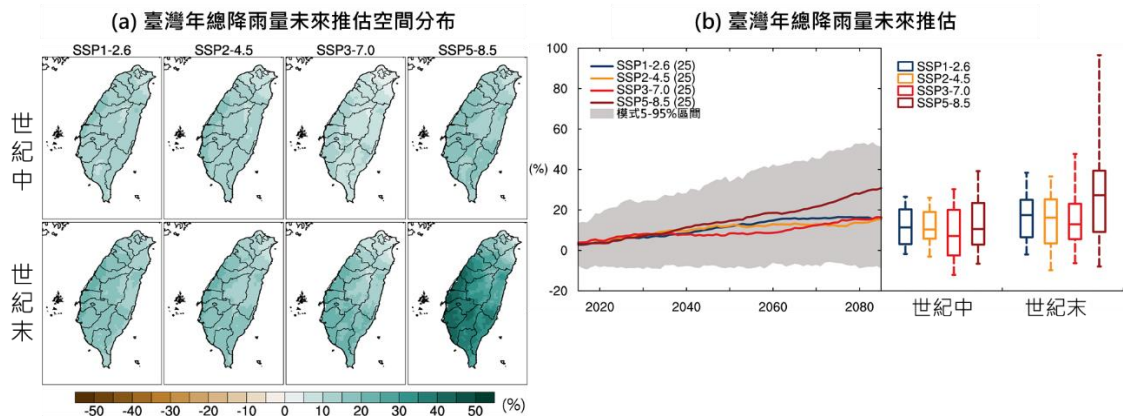 (a) 臺灣年總降雨量未來推估空間分布
SSP1-2.6 SSP2-4.5 SSP3-7.0 SSP5-8.5
世紀中
世紀末
-50 -40 -30 -20 -10 0 10 20 30 40 50 (%)
(b) 臺灣年總降雨量未來推估
100
80
60
40
(%)
20
0
-20
SSP1-2.6 (25)
SSP2-4.5 (25)
SSP3-7.0 (25)
SSP5-8.5 (25)
模式5-95%區間
SSP1-2.6
SSP2-4.5
SSP3-7.0
SSP5-8.5
2020 2040 2060 2080
世紀中 世紀末